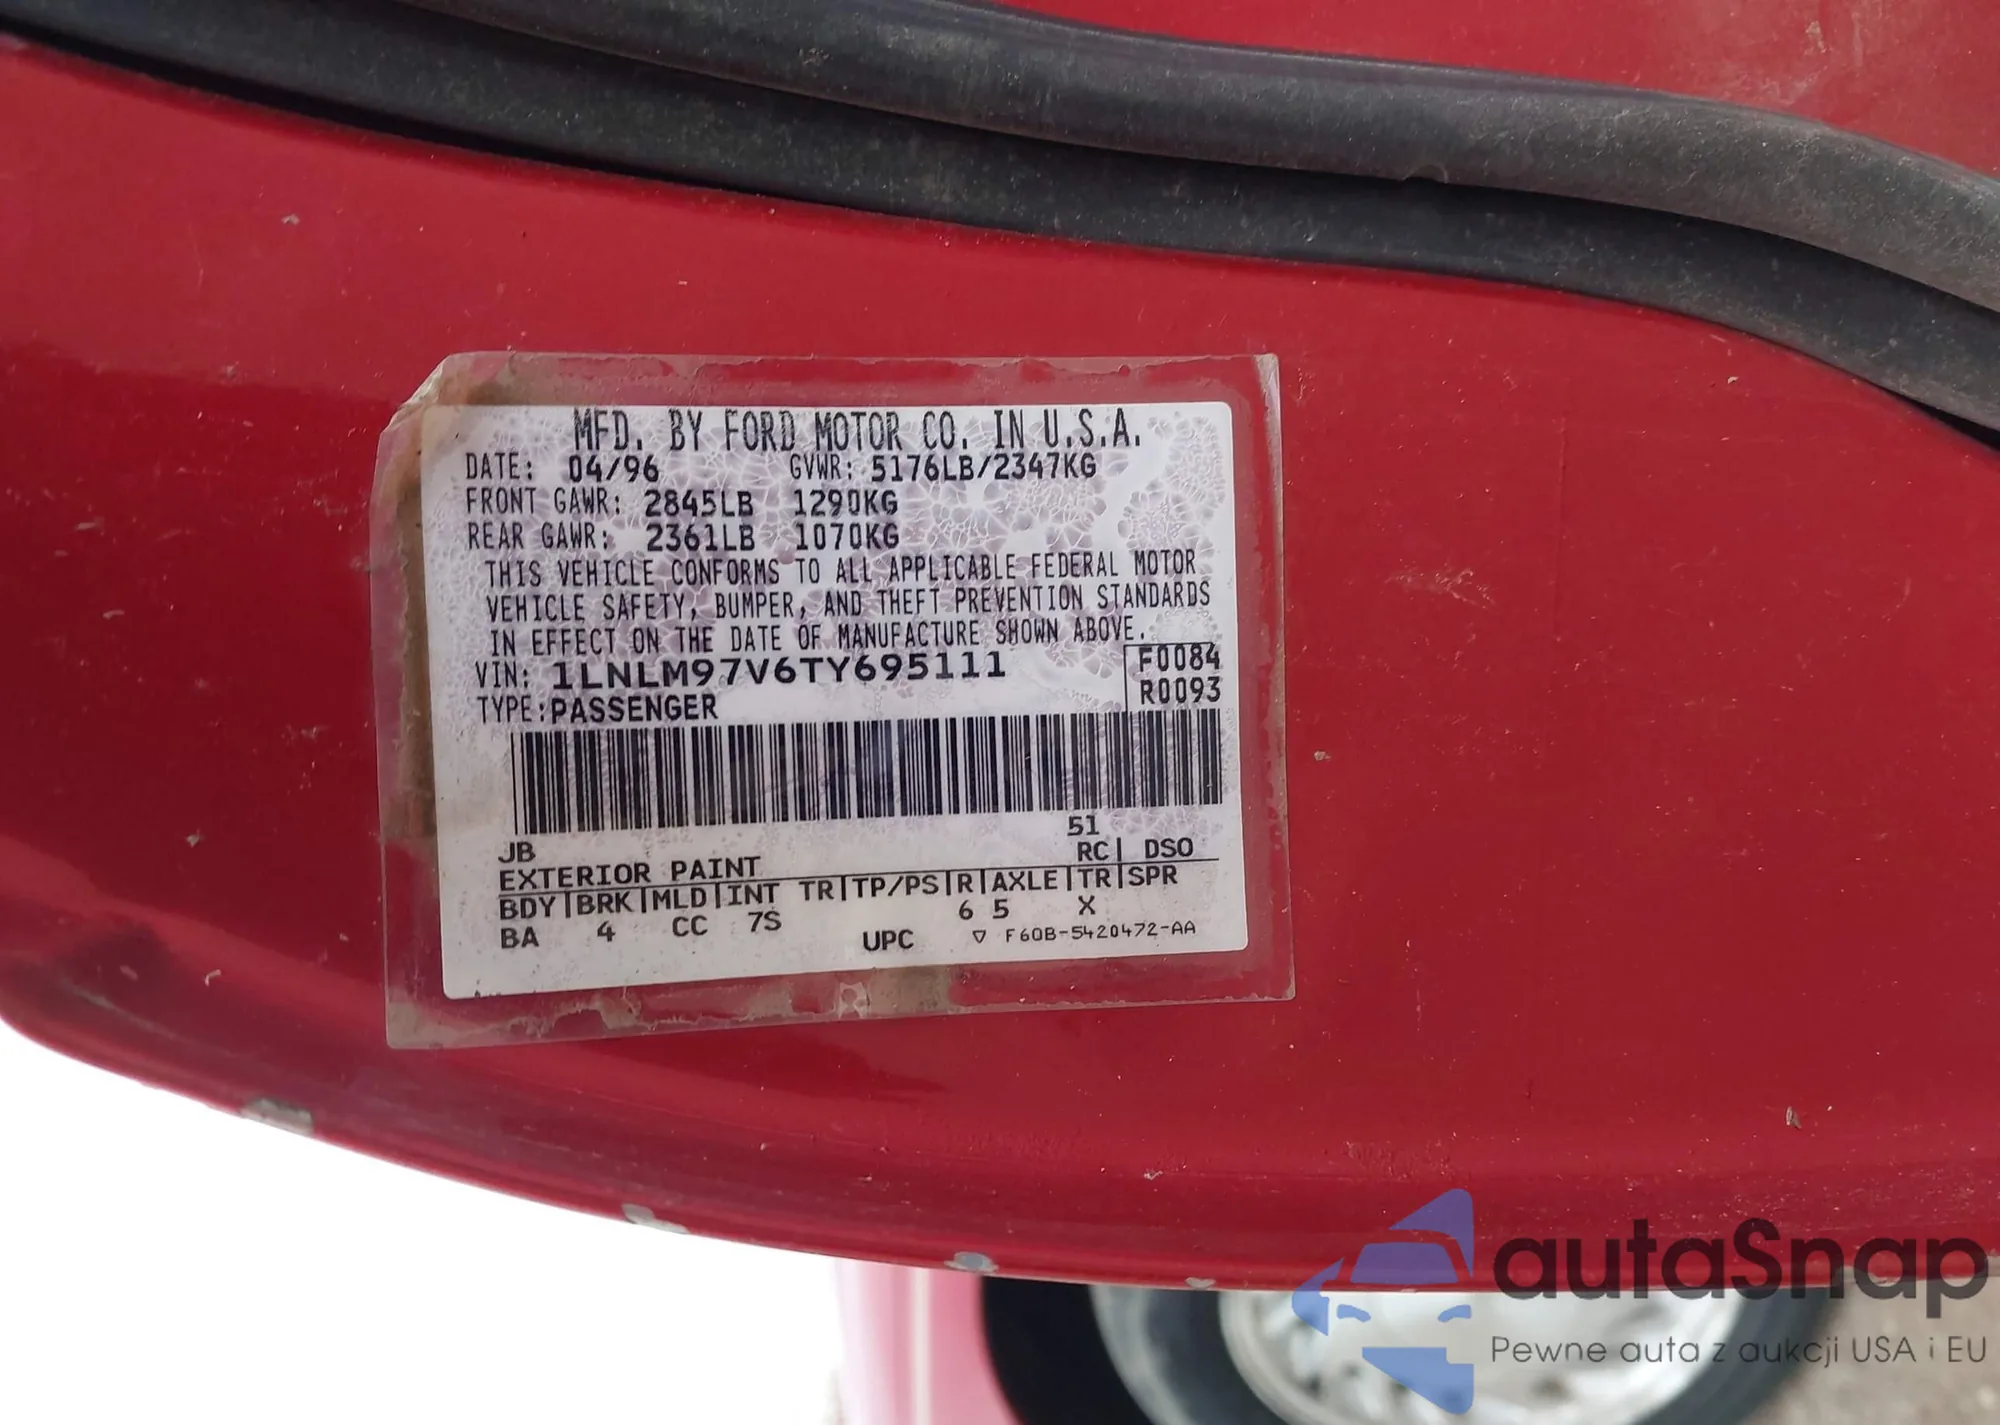 MFD. BY FORD MOTOR CO. IN U.S.A.
DATE: 04/96 GVWR: 5176LB/2347KG
FRONT GAWR: 2845LB 1290KG
REAR GAWR: 2361LB 1070KG
THIS VEHICLE CONFORMS TO ALL APPLICABLE FEDERAL MOTOR
VEHICLE SAFETY, BUMPER, AND THEFT PREVENTION STANDARDS
IN EFFECT ON THE DATE OF MANUFACTURE SHOWN ABOVE.
VIN: 1LNLM97V6TY695111 F0084
TYPE: PASSENGER R0093
JB 51
EXTERIOR PAINT RC| DSO
BDY|BRK|MLD|INT TR|TP/PS|R|AXLE|TR|SPR
BA 4 CC 7S 6 5 X
UPC ▽ F60B-5420472-AA
autaSnap
Pewne auta z aukcji USA i EU